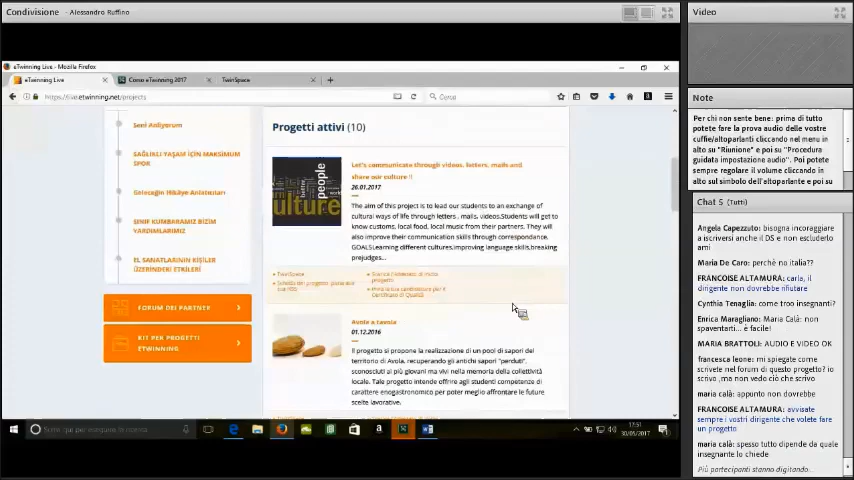 Condivisione - Alessandro Ruffino
eTwinning Live - Mozilla Firefox
eTwinning Live
Corso eTwinning 2017
TwinSpace
https://live.etwinning.net/projects
Cerca
Seni Anlıyorum
SAĞLIKLI YAŞAM İÇİN MAKSİMUM
SPOR
Geleceğin Hikâye Anlatıcıları
SINIF KUMBARAMIZ BİZİM
YARDIMLARIMIZ
EL SANATLARININ KİŞİLER
ÜZERİNDEKİ ETKİLERİ
FORUM DEI PARTNER
KIT PER PROGETTI
ETWINNING
Progetti attivi (10)
better
people
culture
Let's communicate through videos, letters, mails and
share our culture !!
26.01.2017
The aim of this project is to lead our students to an exchange of
cultural ways of life through letters , mails, videos.Students will get to
know customs, local food, local music from their partners. They will
also improve their communication skills through correspondence.
GOALS:Learning different cultures,improving language skills,breaking
prejudges...
TwinSpace
Avola a tavola
01.12.2016
Il progetto si propone la realizzazione di un pool di sapori del
territorio di Avola, recuperando gli antichi sapori "perduti",
sconosciuti ai più giovani ma vivi nella memoria della collettività
locale. Tale progetto intende offrire agli studenti competenze di
carattere enogastronomico per poter meglio affrontare le future
scelte lavorative.
17:51
30/05/2017
Video
Note
Per chi non sente bene: prima di tutto
potete fare la prova audio delle vostre
cuffie/altoparlanti cliccando nel menu in
alto su "Riunione" e poi su "Procedura
guidata impostazione audio". Poi potete
sempre regolare il volume cliccando in
alto sul simbolo dell'altoparlante e poi su
Chat 5 (Tutti)
Angela Capezzuto: bisogna incoraggiare
a iscriversi anche il DS e non escluderlo
ami
Maria De Caro: perchè no italia??
FRANCOISE ALTAMURA: carla, il
dirigente non dovrebbe rifiutare
Cynthia Tenaglia: come troo insegnanti?
Enrica Maragliano: Maria Calà: non
spaventarti... è facile!
MARIA BRATTOLI: AUDIO E VIDEO OK
francesca leone: mi spiegate come
scrivete nel forum di questo progetto? io
scrivo ,ma non vedo ciò che scrivo
maria calà: appunto non dovrebbe
FRANCOISE ALTAMURA: avvisate
sempre i vostri dirigente che volete fare
un progetto
maria calà: spesso tutto dipende da quale
insegnante lo chiede
Più partecipanti stanno digitando...